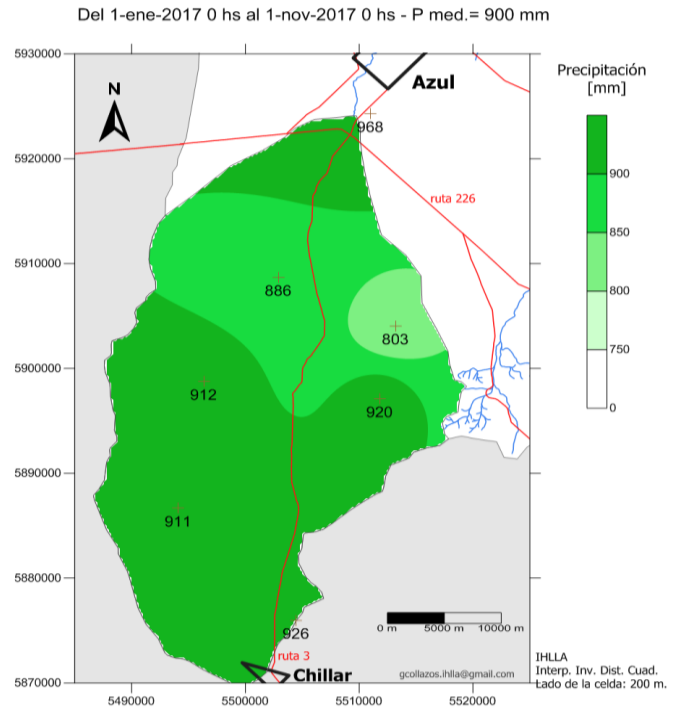 Del 1-ene-2017 0 hs al 1-nov-2017 0 hs - P med.= 900 mm
5930000
Azul
Precipitación
[mm]
N
968
900
5920000
ruta 226
850
5910000
886
800
803
750
5900000
912
920
0
5890000
911
5880000
926
0 m 5000 m 10000 m
ruta 3
Chillar
gcollazos.ihlla@gmail.com
IHLLA
Interp. Inv. Dist. Cuad.
Lado de la celda: 200 m.
5870000
5490000 5500000 5510000 5520000